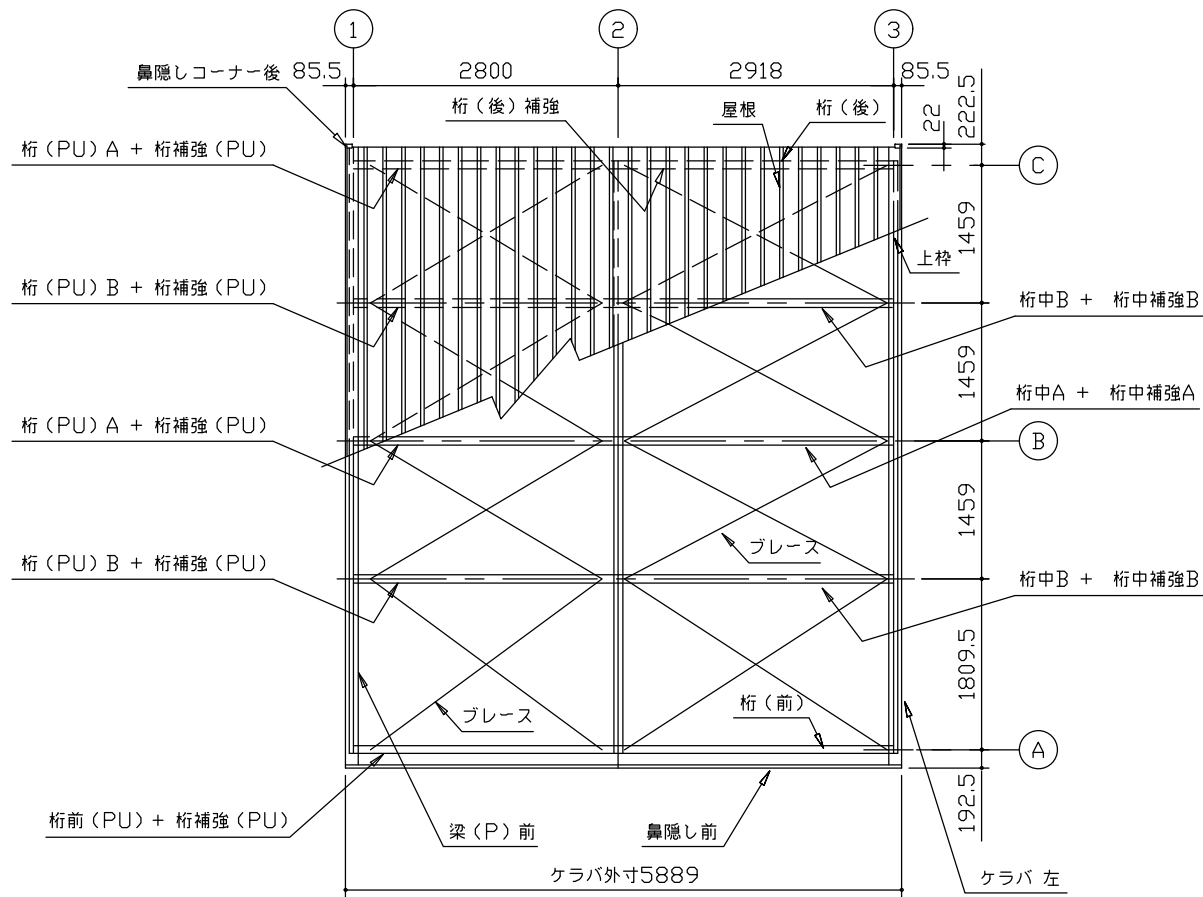 1
2
3
鼻隠しコーナー後
85.5
2800
2918
85.5
222.5
22
桁(後)補強
屋根
桁(後)
桁(PU)A + 桁補強(PU)
C
1459
上枠
桁(PU)B + 桁補強(PU)
桁中B + 桁中補強B
1459
桁中A + 桁中補強A
桁(PU)A + 桁補強(PU)
B
1459
ブレース
桁(PU)B + 桁補強(PU)
桁中B + 桁中補強B
1809.5
ブレース
桁(前)
A
192.5
桁前(PU)+ 桁補強(PU)
梁(P)前
鼻隠し前
ケラバ外寸5889
ケラバ 左